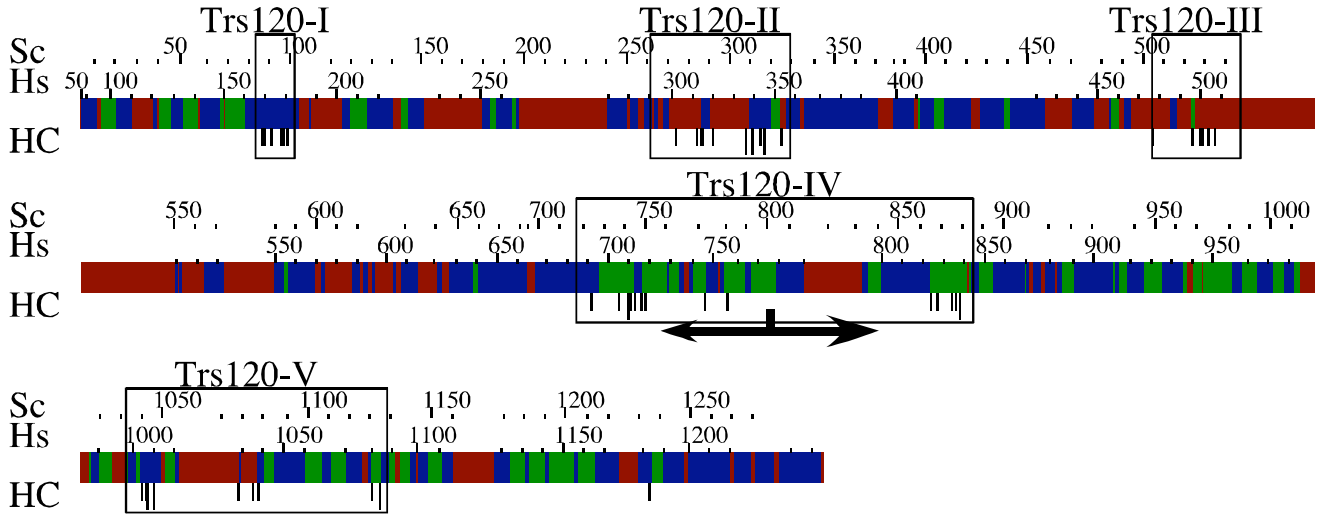 Trs120-I Trs120-II Trs120-III
Sc 50 100 150 200 250 300 350 400 450 500
Hs 50 100 150 200 250 300 350 400 450 500
HC
Trs120-IV
Sc 550 600 650 700 750 800 850 900 950 1000
Hs 550 600 650 700 750 800 850 900 950
HC
Trs120-V
Sc 1050 1100 1150 1200 1250
Hs 1000 1050 1100 1150 1200
HC